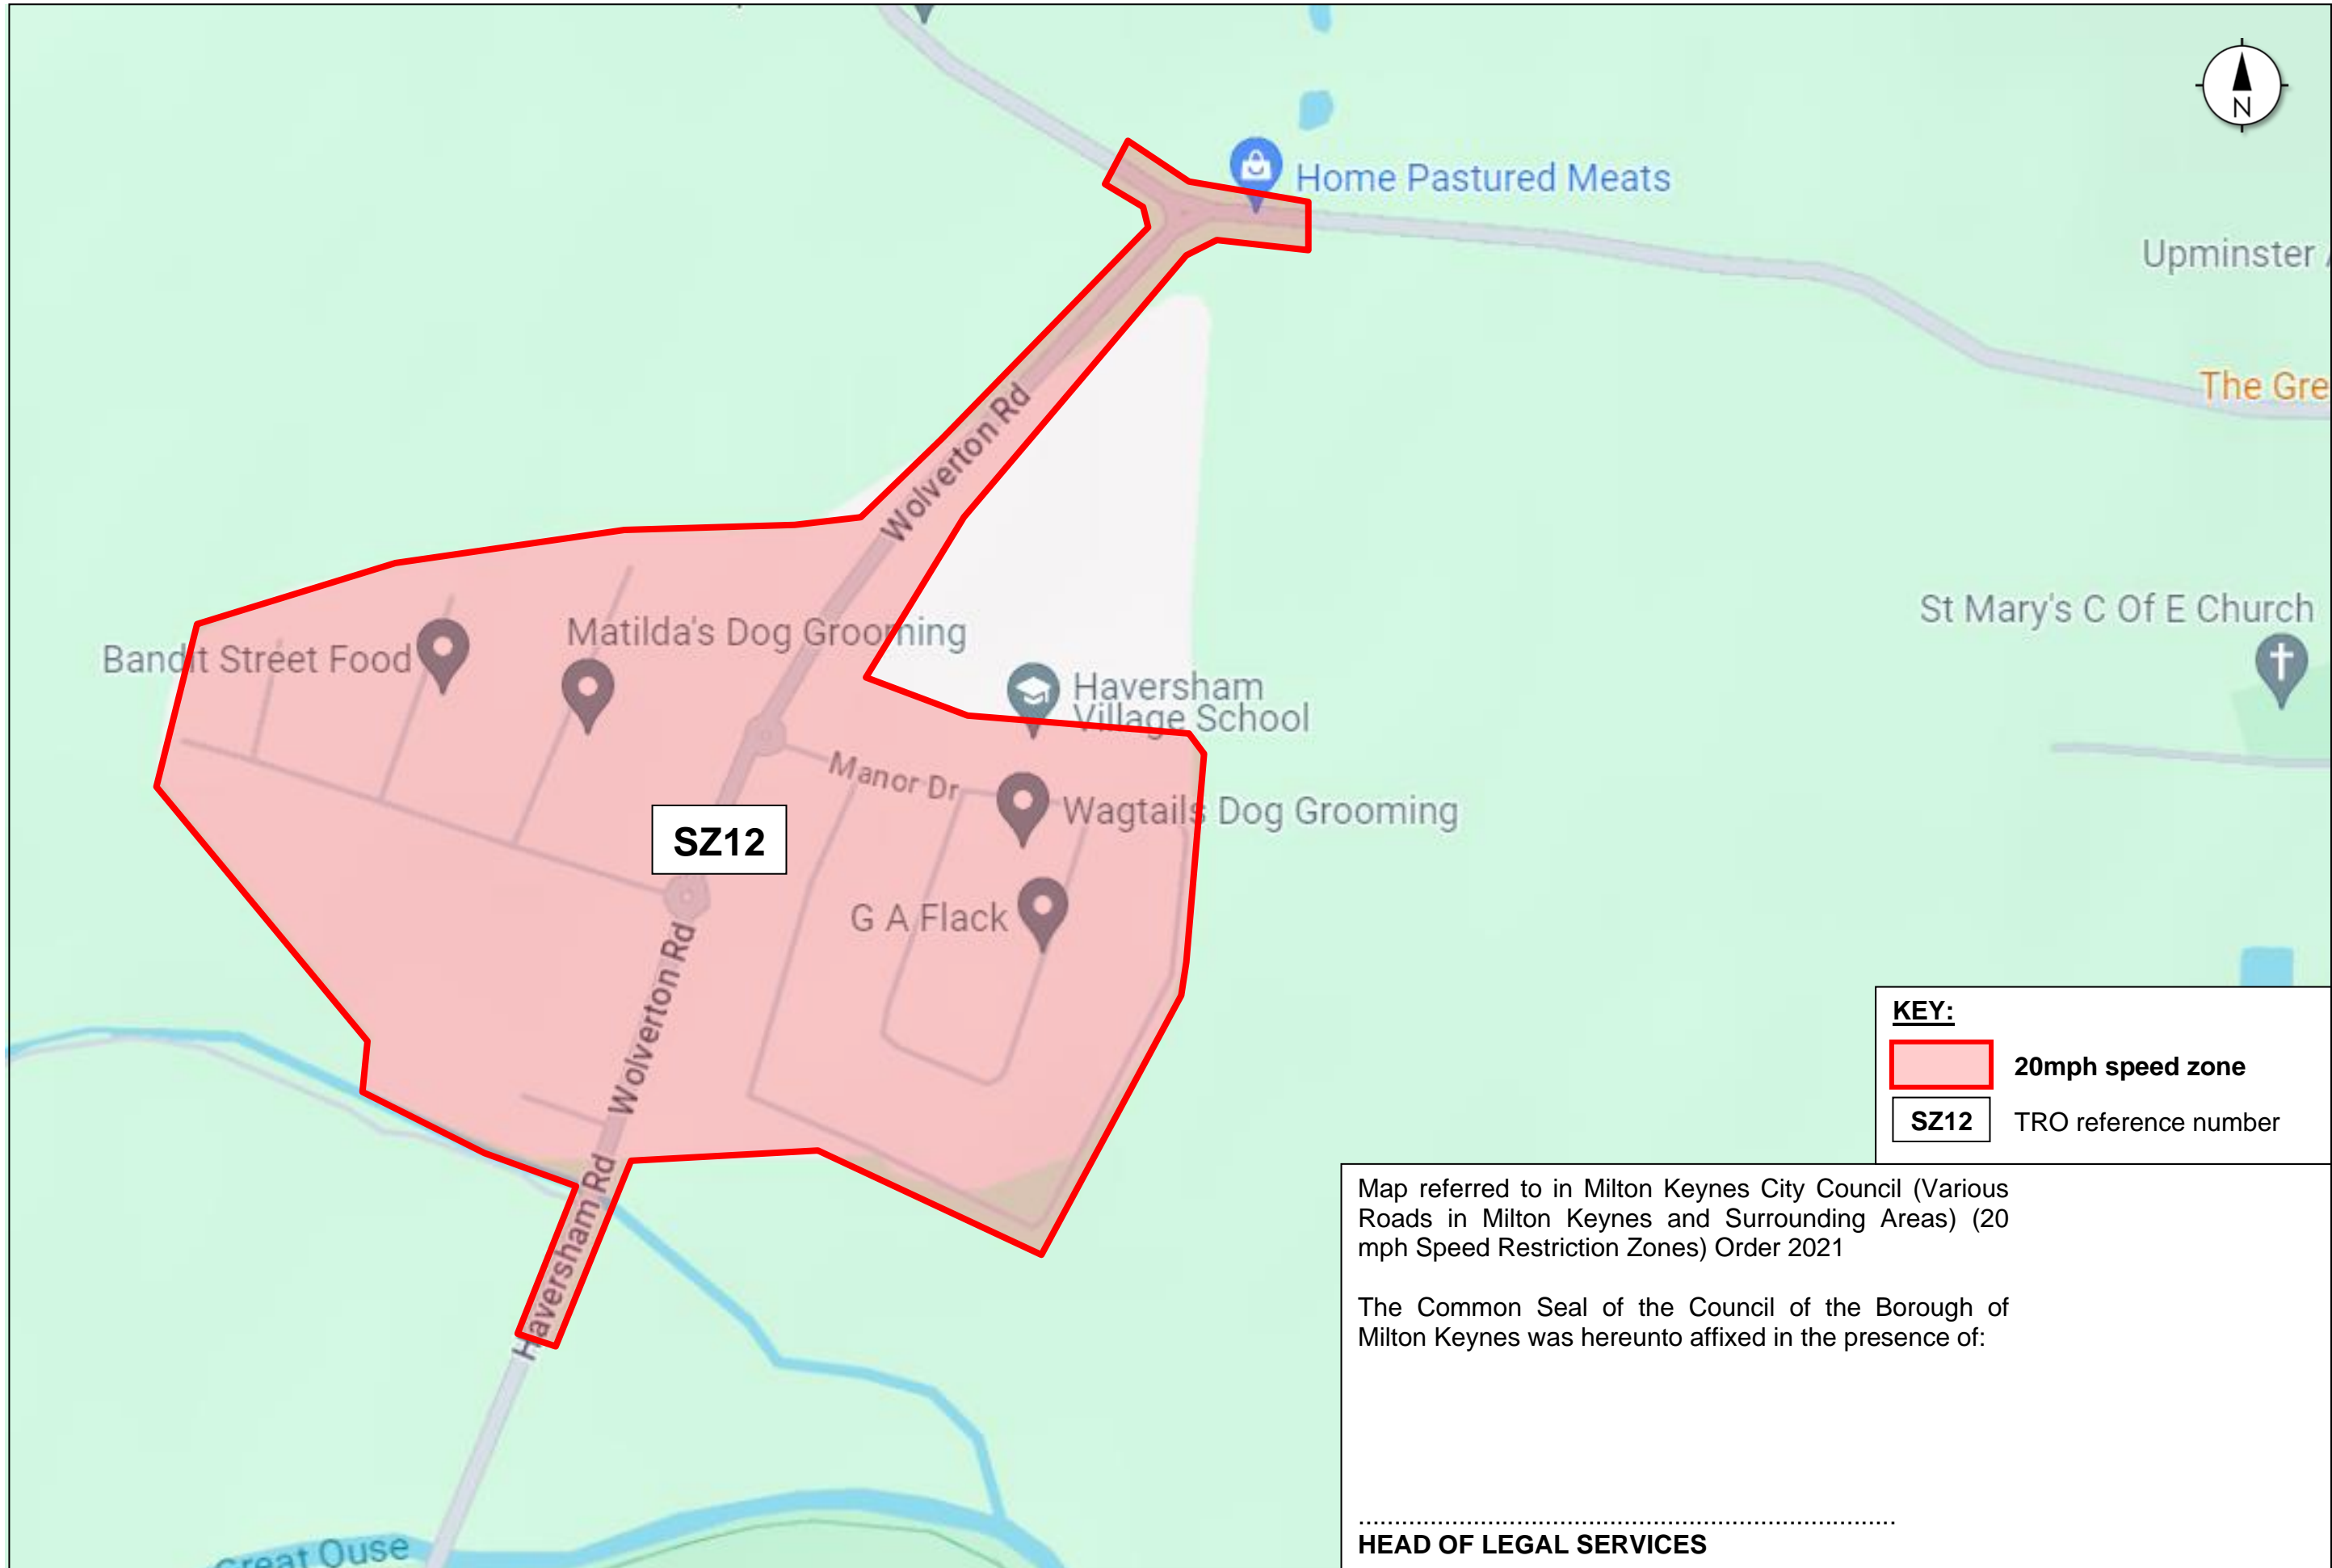 N
Home Pastured Meats
Upminster
The Gre
Wolverton Rd
St Mary's C Of E Church
Matilda's Dog Grooming
Bandit Street Food
Haversham
Village School
Manor Dr
Wagtails Dog Grooming
SZ12
G A Flack
Wolverton Rd
Haversham Rd
Great Ouse
KEY:
20mph speed zone
SZ12 TRO reference number
Map referred to in Milton Keynes City Council (Various
Roads in Milton Keynes and Surrounding Areas) (20
mph Speed Restriction Zones) Order 2021
The Common Seal of the Council of the Borough of
Milton Keynes was hereunto affixed in the presence of:
...........................................................................
HEAD OF LEGAL SERVICES